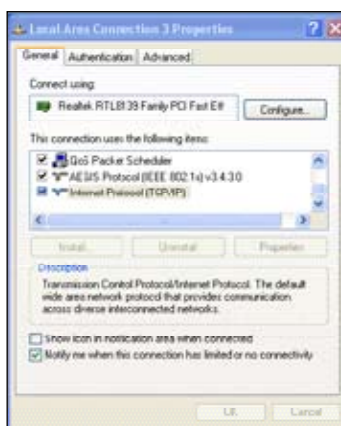 Local Area Connection 3 Properties
General Authentication Advanced
Connect using:
Realtek RTL8139 Family PCI Fast Eth
Configure...
This connection uses the following items:
QoS Packet Scheduler
AEGIS Protocol (IEEE 802.1x) v3.4.3.0
Internet Protocol (TCP/IP)
Install... Uninstall Properties
Description
Transmission Control Protocol/Internet Protocol. The default
wide area network protocol that provides communication
across diverse interconnected networks.
Show icon in notification area when connected
Notify me when this connection has limited or no connectivity
OK Cancel